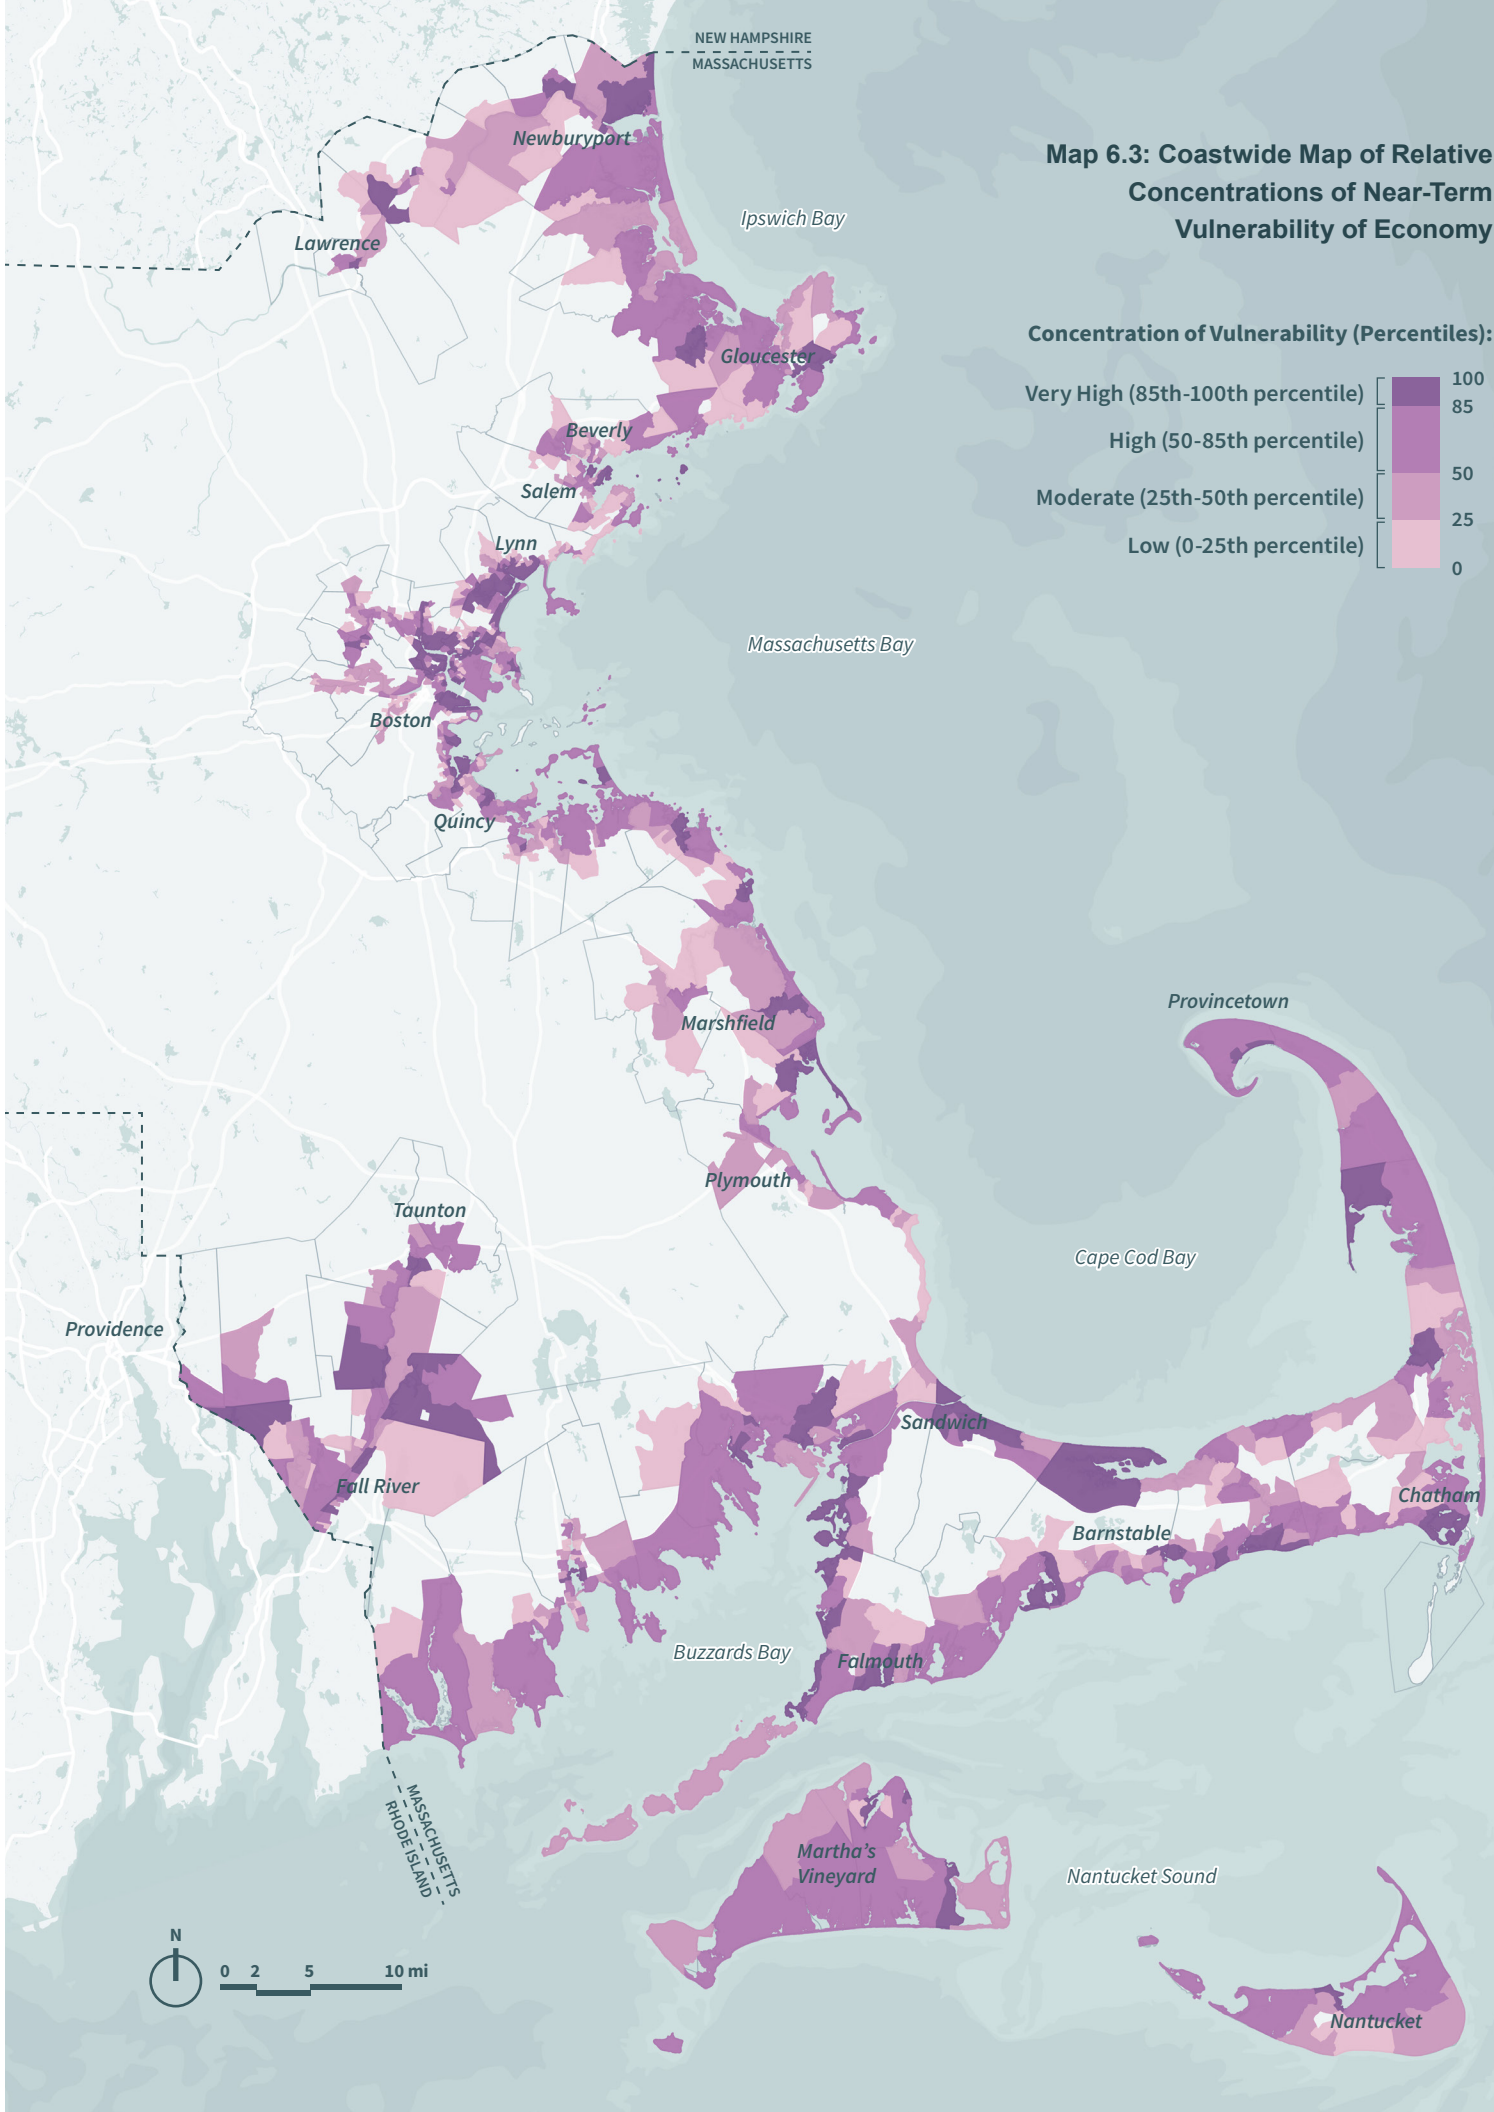 NEW HAMPSHIRE
MASSACHUSETTS
Newburyport
Map 6.3: Coastwide Map of Relative
Concentrations of Near-Term
Vulnerability of Economy
Ipswich Bay
Lawrence
Concentration of Vulnerability (Percentiles):
Gloucester
Very High (85th-100th percentile)
100
85
High (50-85th percentile)
50
Moderate (25th-50th percentile)
25
Low (0-25th percentile)
0
Beverly
Salem
Lynn
Massachusetts Bay
Boston
Quincy
Provincetown
Marshfield
Plymouth
Taunton
Cape Cod Bay
Providence
Sandwich
Fall River
Chatham
Barnstable
Buzzards Bay
Falmouth
MASSACHUSETTS
RHODE ISLAND
Martha's
Vineyard
Nantucket Sound
N
0 2 5 10 mi
Nantucket